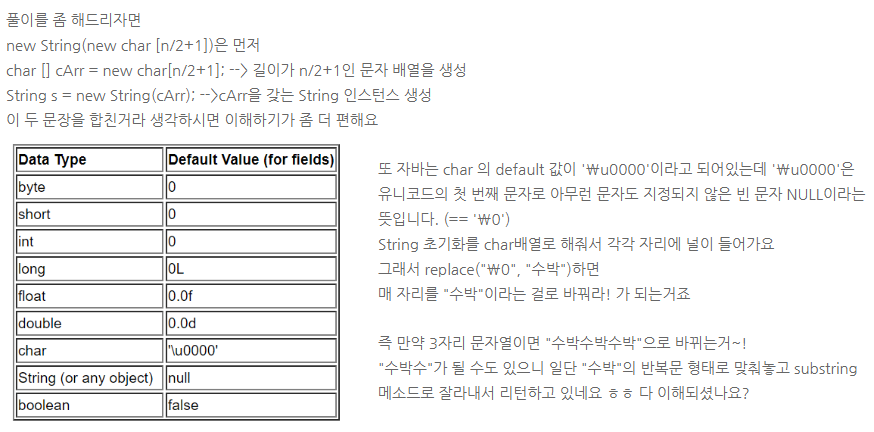 풀이를 좀 해드리자면
new String(new char [n/2+1])은 먼저
char [] cArr = new char[n/2+1]; --> 길이가 n/2+1인 문자 배열을 생성
String s = new String(cArr); -->cArr을 갖는 String 인스턴스 생성
이 두 문장을 합친거라 생각하시면 이해하기가 좀 더 편해요
Data Type Default Value (for fields)
byte 0
short 0
int 0
long 0L
float 0.0f
double 0.0d
char '\u0000'
String (or any object) null
boolean false
또 자바는 char 의 default 값이 '₩u0000'이라고 되어있는데 '₩u0000'은
유니코드의 첫 번째 문자로 아무런 문자도 지정되지 않은 빈 문자 NULL이라는
뜻입니다. (== '₩0')
String 초기화를 char배열로 해줘서 각각 자리에 널이 들어가요
그래서 replace("₩0", "수박")하면
매 자리를 "수박"이라는 걸로 바꿔라! 가 되는거죠
즉 만약 3자리 문자열이면 "수박수박수박"으로 바뀌는거~!
"수박수"가 될 수도 있으니 일단 "수박"의 반복문 형태로 맞춰놓고 substring
메소드로 잘라내서 리턴하고 있네요 ㅎㅎ 다 이해되셨나요?